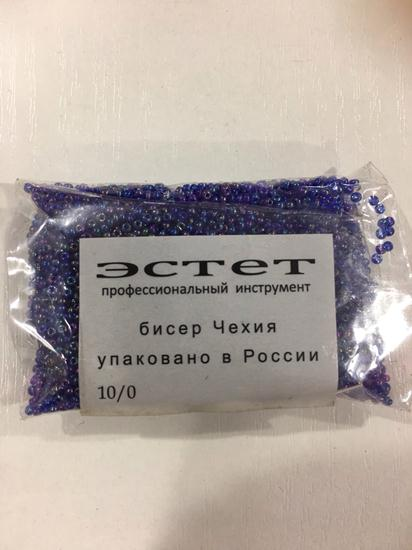 эстет
профессиональный инструмент
бисер Чехия
упаковано в России
10/0